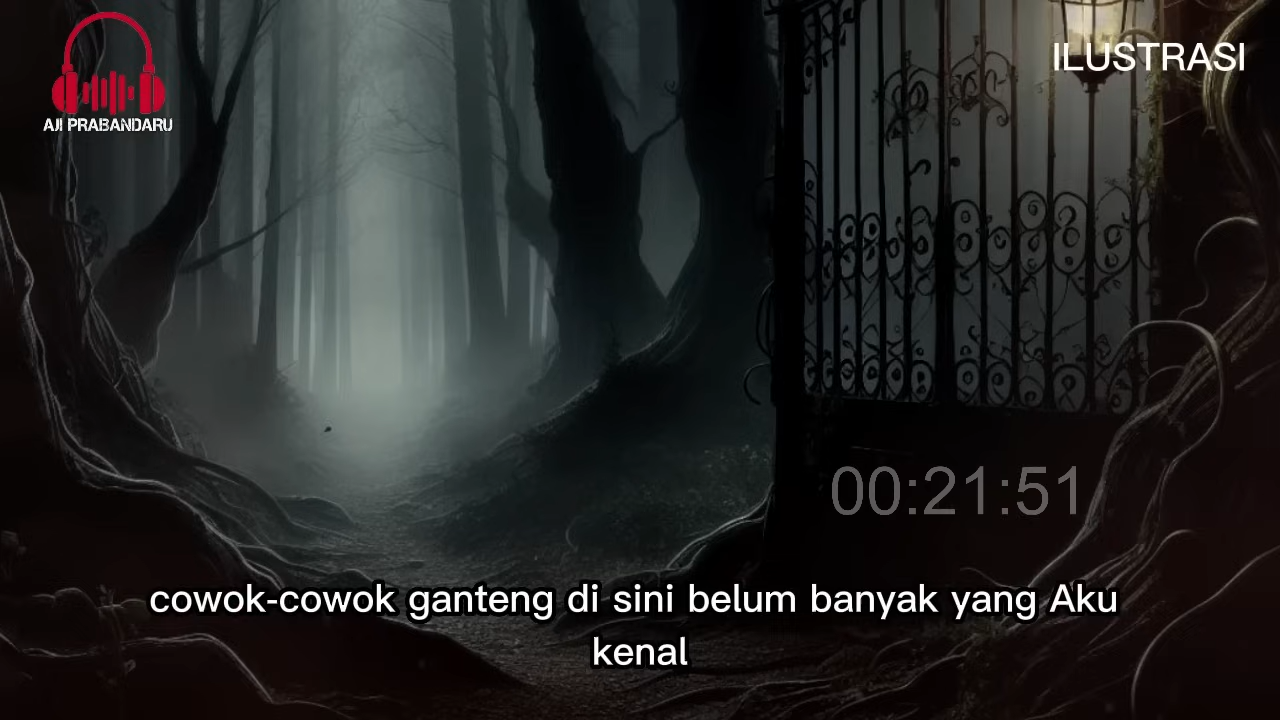 ILUSTRASI
AJI PRABANDARU
00:21:51
cowok-cowok ganteng di sini belum banyak yang Aku
kenal